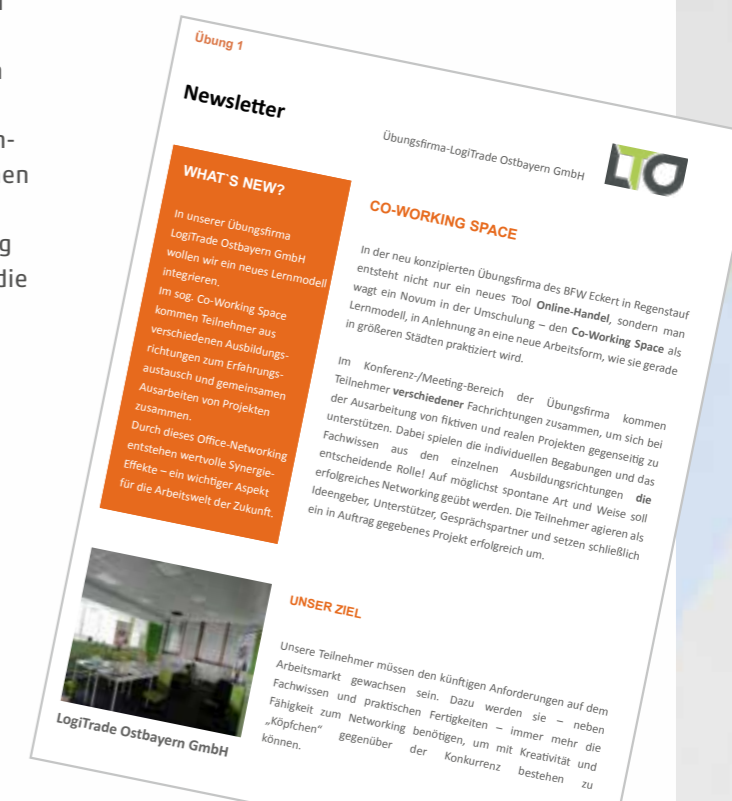 n-
nen
g
die
Übung 1
Newsletter
Übungsfirma-LogiTrade Ostbayern GmbH
LTO
WHAT`S NEW?
In unserer Übungsfirma
LogiTrade Ostbayern GmbH
wollen wir ein neues Lernmodell
integrieren.
Im sog. Co-Working Space
kommen Teilnehmer aus
verschiedenen Ausbildungs-
richtungen zum Erfahrungs-
austausch und gemeinsamen
Ausarbeiten von Projekten
zusammen.
Durch dieses Office-Networking
entstehen wertvolle Synergie-
Effekte – ein wichtiger Aspekt
für die Arbeitswelt der Zukunft.
CO-WORKING SPACE
In der neu konzipierten Übungsfirma des BFW Eckert in Regenstauf
entsteht nicht nur ein neues Tool Online-Handel, sondern man
wagt ein Novum in der Umschulung – den Co-Working Space als
Lernmodell, in Anlehnung an eine neue Arbeitsform, wie sie gerade
in größeren Städten praktiziert wird.
Im Konferenz-/Meeting-Bereich der Übungsfirma kommen
Teilnehmer verschiedener Fachrichtungen zusammen, um sich bei
der Ausarbeitung von fiktiven und realen Projekten gegenseitig zu
unterstützen. Dabei spielen die individuellen Begabungen und das
Fachwissen aus den einzelnen Ausbildungsrichtungen die
entscheidende Rolle! Auf möglichst spontane Art und Weise soll
erfolgreiches Networking geübt werden. Die Teilnehmer agieren als
Ideengeber, Unterstützer, Gesprächspartner und setzen schließlich
ein in Auftrag gegebenes Projekt erfolgreich um.
LogiTrade Ostbayern GmbH
UNSER ZIEL
Unsere Teilnehmer müssen den künftigen Anforderungen auf dem
Arbeitsmarkt gewachsen sein. Dazu werden sie – neben
Fachwissen und praktischen Fertigkeiten – immer mehr die
Fähigkeit zum Networking benötigen, um mit Kreativität und
„Köpfchen" gegenüber der Konkurrenz bestehen zu
können.